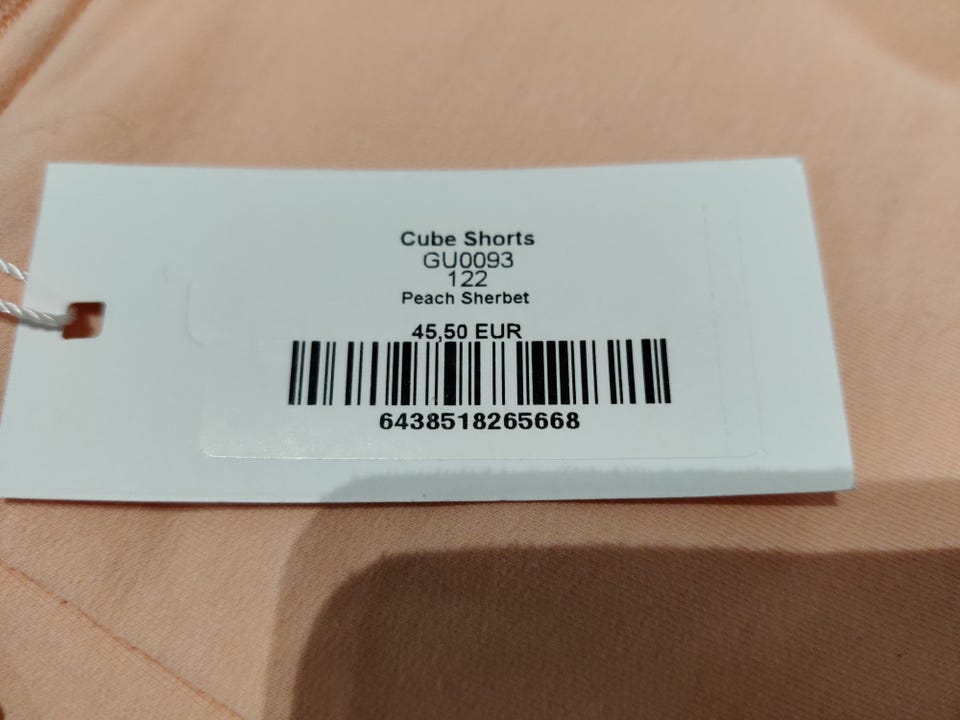 Cube Shorts
GU0093
122
Peach Sherbet
45,50 EUR
6438518265668